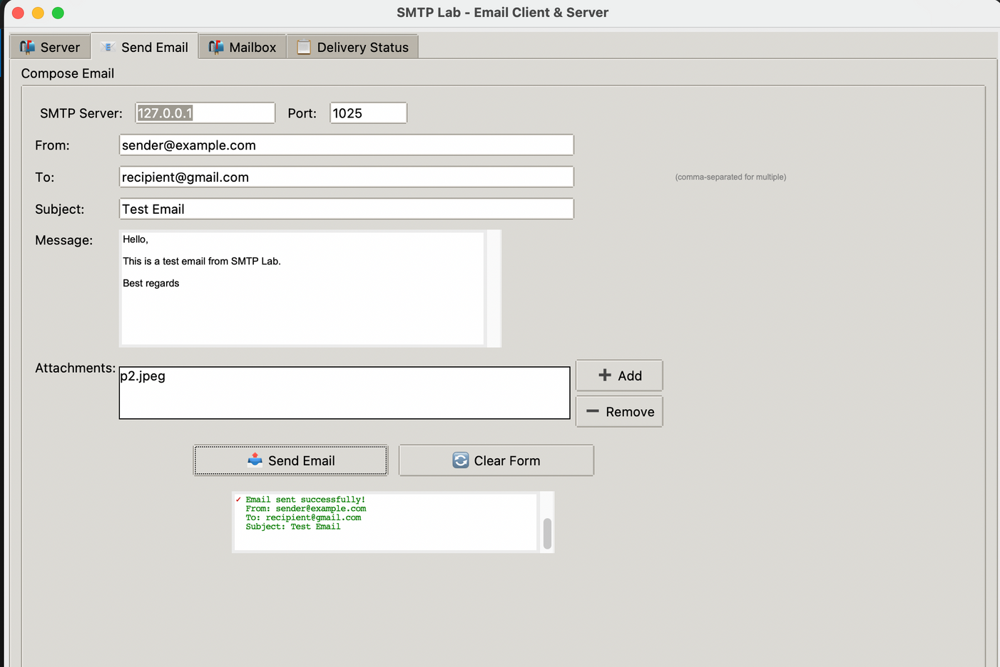 SMTP Lab - Email Client & Server
Server Send Email Mailbox Delivery Status
Compose Email
SMTP Server: 127.0.0.1 Port: 1025
From: sender@example.com
To: recipient@gmail.com (comma-separated for multiple)
Subject: Test Email
Message: Hello,
This is a test email from SMTP Lab.
Best regards
Attachments: p2.jpeg
+ Add
− Remove
Send Email Clear Form
✓ Email sent successfully!
From: sender@example.com
To: recipient@gmail.com
Subject: Test Email